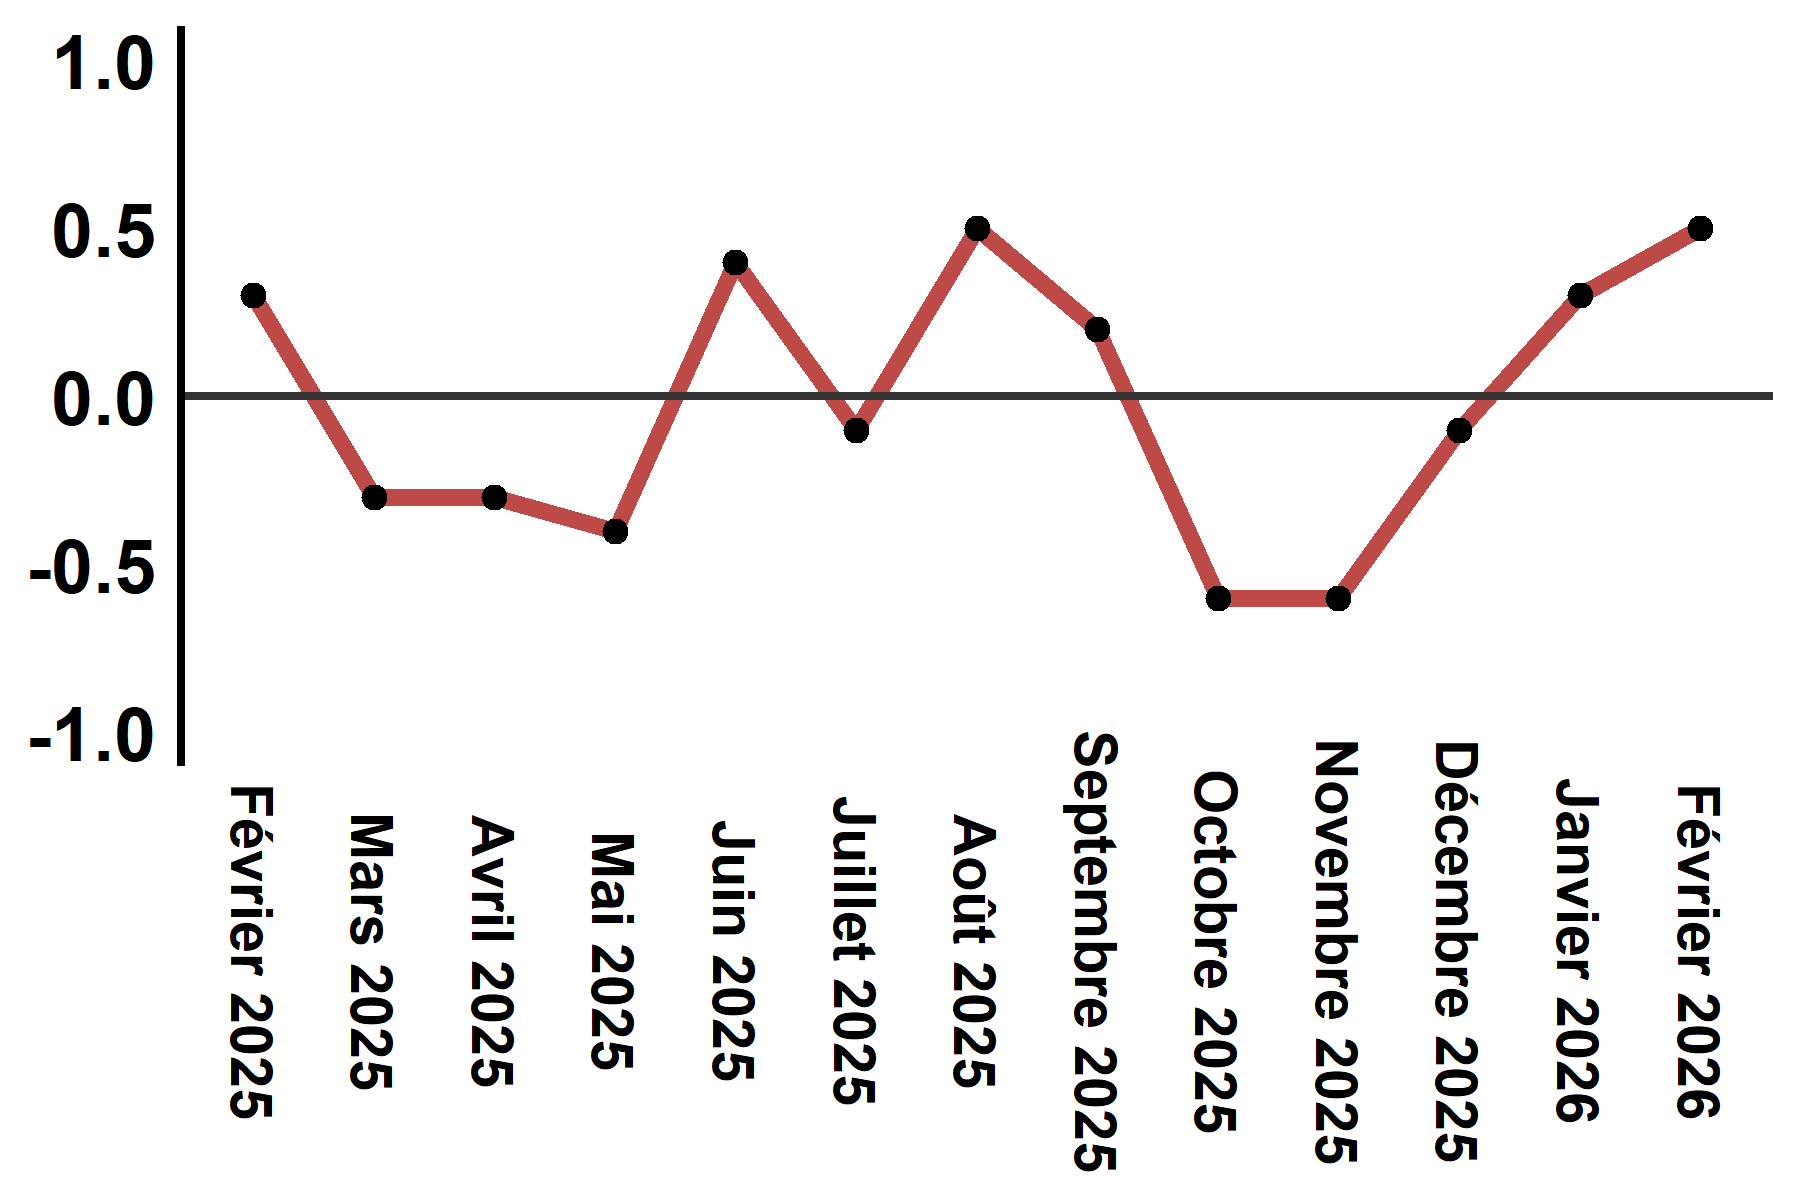 1.0
0.5
0.0
-0.5
-1.0
Février 2025
Mars 2025
Avril 2025
Mai 2025
Juin 2025
Juillet 2025
Août 2025
Septembre 2025
Octobre 2025
Novembre 2025
Décembre 2025
Janvier 2026
Février 2026